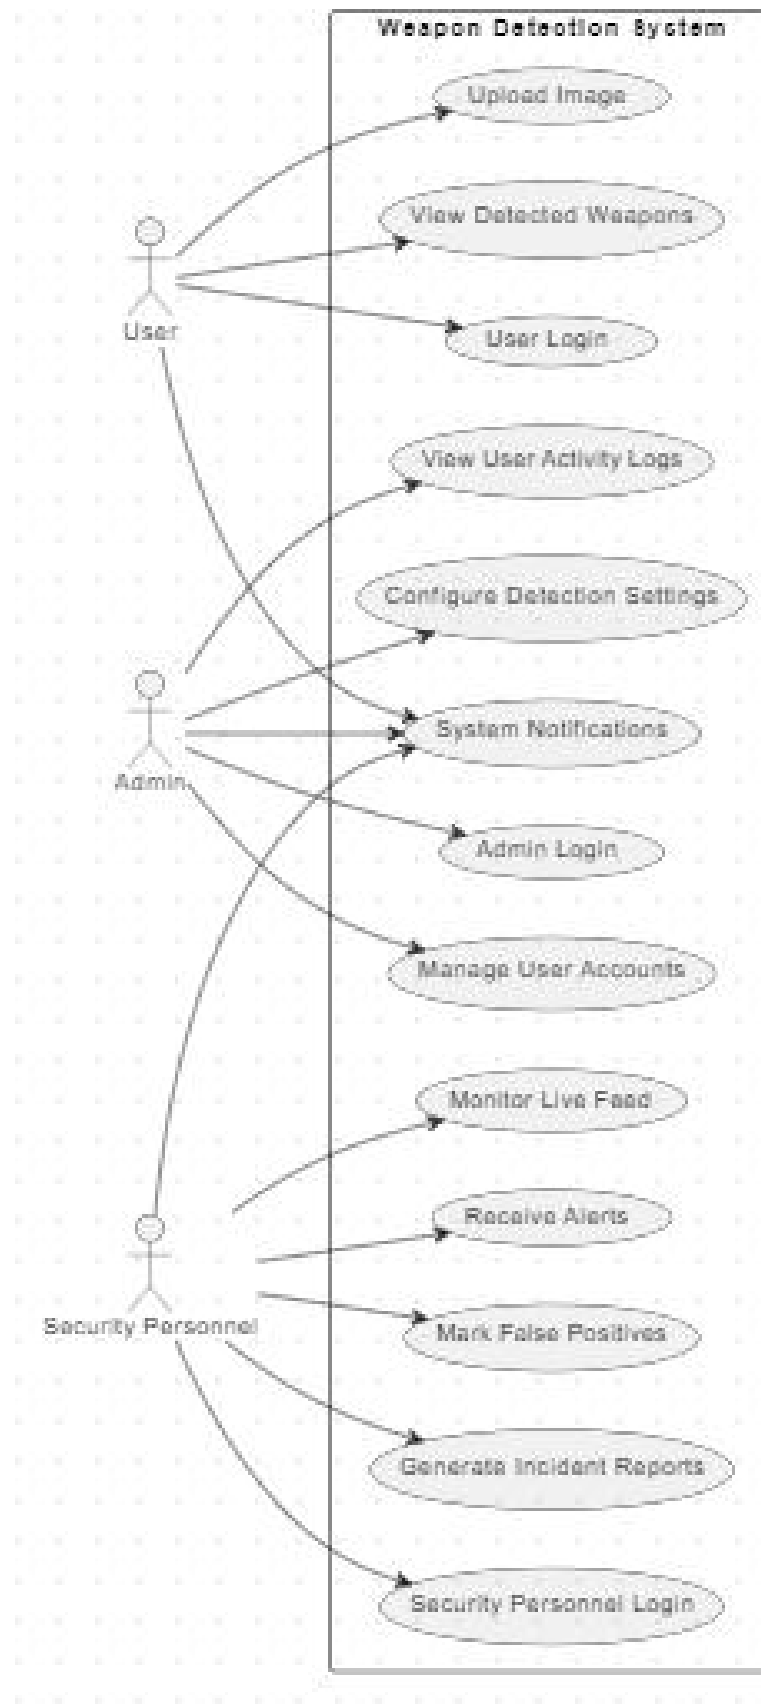 Weapon Detection System
Upload Image
View Detected Weapons
User
User Login
View User Activity Logs
Configure Detection Settings
System Notifications
Admin
Admin Login
Manage User Accounts
Monitor Live Feed
Receive Alerts
Security Personnel
Mark False Positives
Generate Incident Reports
Security Personnel Login